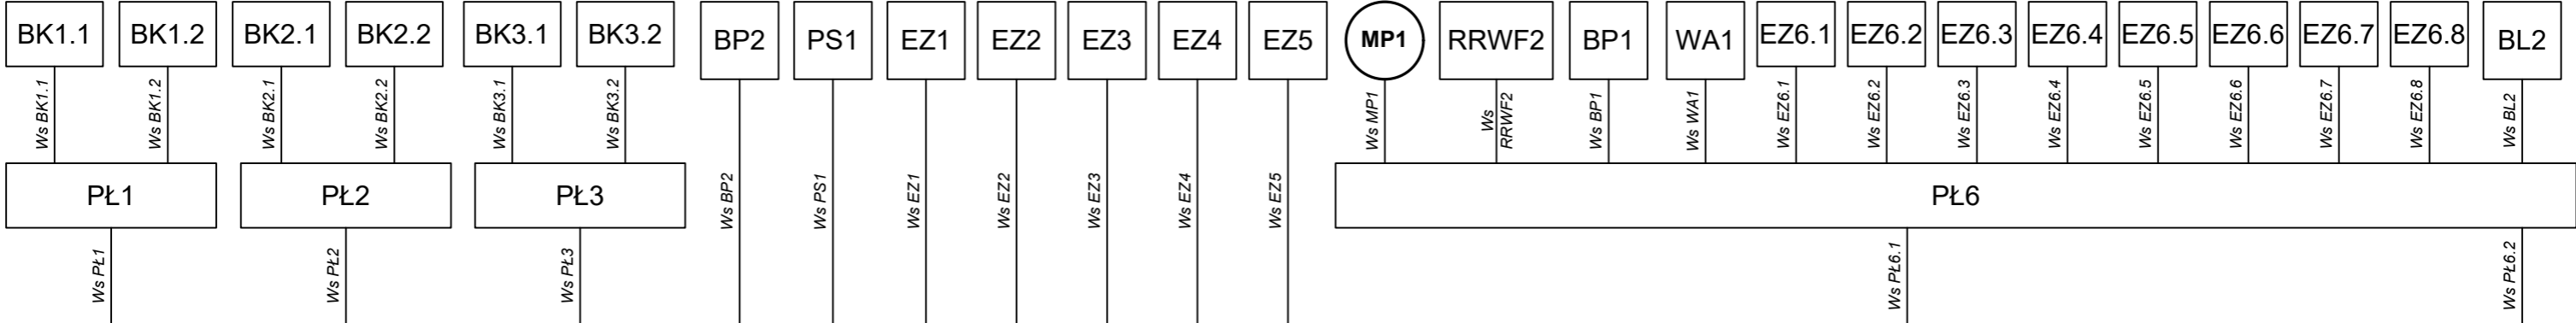 BK1.1 BK1.2 BK2.1 BK2.2 BK3.1 BK3.2 BP2 PS1 EZ1 EZ2 EZ3 EZ4 EZ5 MP1 RRWF2 BP1 WA1 EZ6.1 EZ6.2 EZ6.3 EZ6.4 EZ6.5 EZ6.6 EZ6.7 EZ6.8 BL2
Ws BK1.1
Ws BK1.2
Ws BK2.1
Ws BK2.2
Ws BK3.1
Ws BK3.2
Ws BP2
Ws PS1
Ws EZ1
Ws EZ2
Ws EZ3
Ws EZ4
Ws EZ5
Ws MP1
Ws
RRWF2
Ws BP1
Ws WA1
Ws EZ6.1
Ws EZ6.2
Ws EZ6.3
Ws EZ6.4
Ws EZ6.5
Ws EZ6.6
Ws EZ6.7
Ws EZ6.8
Ws BL2
PŁ1 PŁ2 PŁ3 PŁ6
Ws PŁ1
Ws PŁ2
Ws PŁ3
Ws PŁ6.1
Ws PŁ6.2